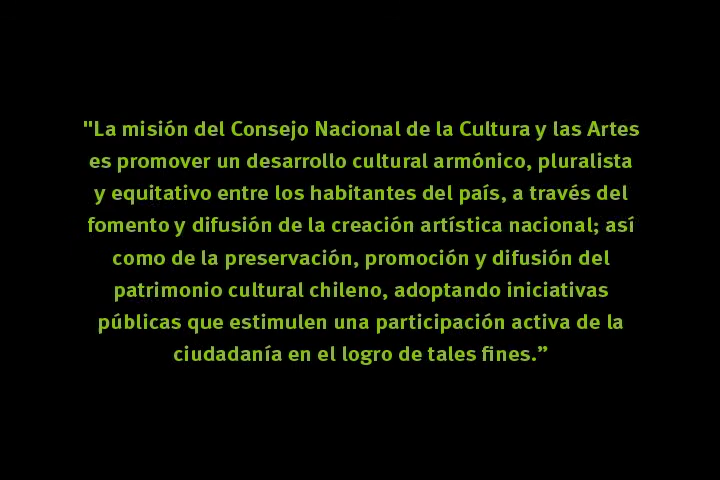 "La misión del Consejo Nacional de la Cultura y las Artes
es promover un desarrollo cultural armónico, pluralista
y equitativo entre los habitantes del país, a través del
fomento y difusión de la creación artística nacional; así
como de la preservación, promoción y difusión del
patrimonio cultural chileno, adoptando iniciativas
públicas que estimulen una participación activa de la
ciudadanía en el logro de tales fines.”